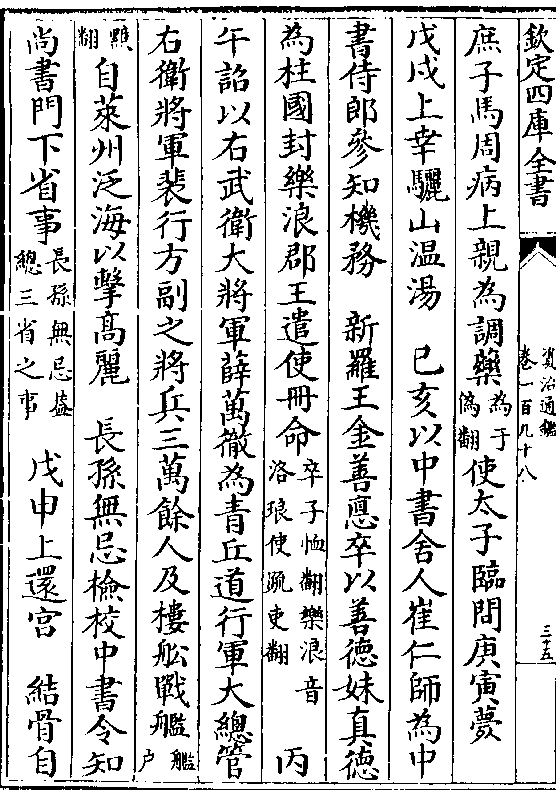 欽定四庫全書
資治通鑑
卷一百九十八
三十五
庶子馬周病上親為調藥為于偽翻使太子臨問庚寅薨
戊戌上幸驪山温湯　己亥以中書舍人崔仁師為中
書侍郎參知機務　新羅王金善德卒以善德妹真德
為柱國封樂浪郡王遣使冊命卒子恤翻樂浪音洛琅使疏吏翻　丙
午詔以右武衛大將軍薛萬徹為青丘道行軍大總管
右衛將軍裴行方副之將兵三萬餘人及樓船戰艦艦户
黯翻自萊州泛海以擊髙麗　長孫無忌檢校中書令知
尚書門下省事長孫無忌蓋總三省之事　戊申上還宫　結骨自